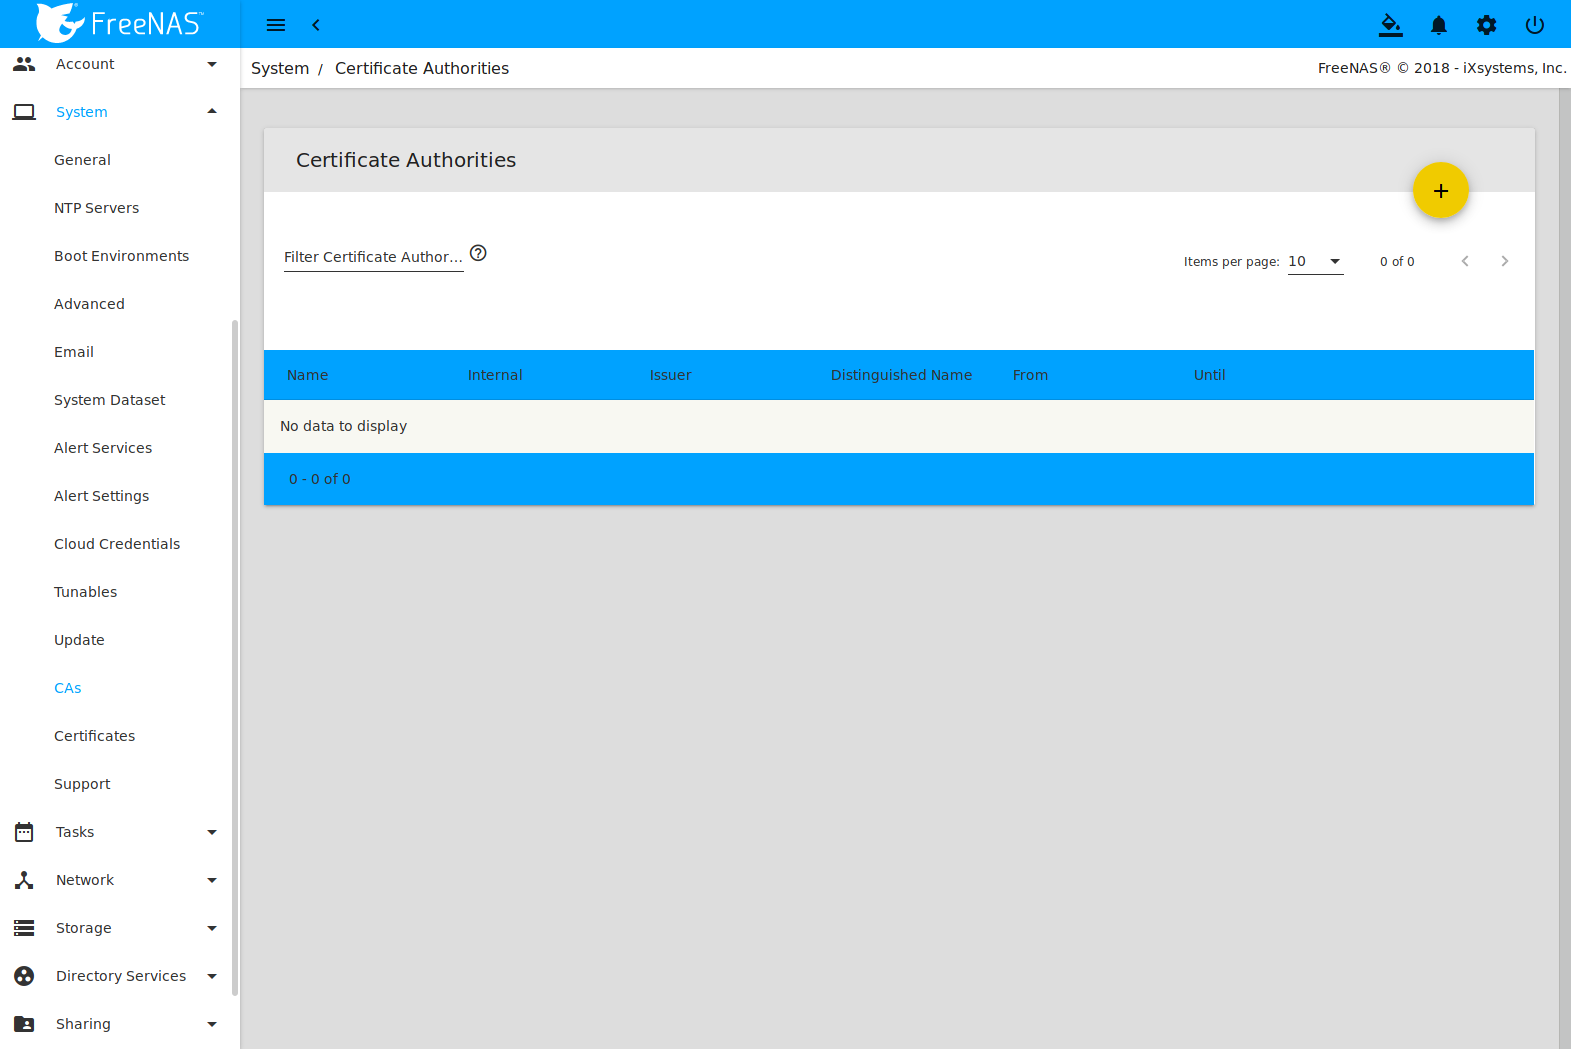 FreeNAS™
System / Certificate Authorities
FreeNAS® © 2018 - iXsystems, Inc.
Account
System
General
NTP Servers
Boot Environments
Advanced
Email
System Dataset
Alert Services
Alert Settings
Cloud Credentials
Tunables
Update
CAs
Certificates
Support
Tasks
Network
Storage
Directory Services
Sharing
Certificate Authorities
+
Filter Certificate Author... ?
Items per page: 10 0 of 0
Name Internal Issuer Distinguished Name From Until
No data to display
0 - 0 of 0